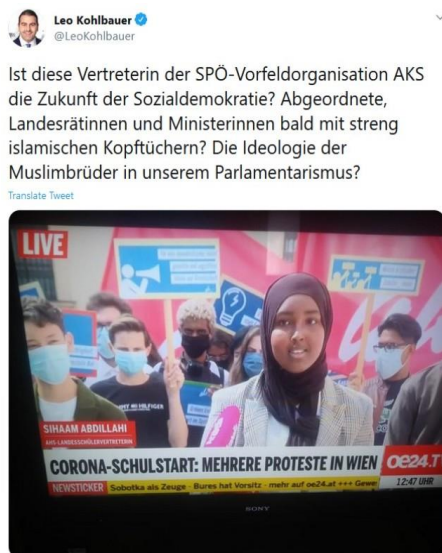 Leo Kohlbauer
@LeoKohlbauer
Ist diese Vertreterin der SPÖ-Vorfeldorganisation AKS
die Zukunft der Sozialdemokratie? Abgeordnete,
Landesrätinnen und Ministerinnen bald mit streng
islamischen Kopftüchern? Die Ideologie der
Muslimbrüder in unserem Parlamentarismus?
Translate Tweet
LIVE
SIHAAM ABDILLAHI
AHS-LANDESSCHÜLERVERTRETERIN
CORONA-SCHULSTART: MEHRERE PROTESTE IN WIEN
oe24.T
NEWSTICKER Sobotka als Zeuge - Bures hat Vorsitz - mehr auf oe24.at +++ Gewe
12:47 UHR
SONY